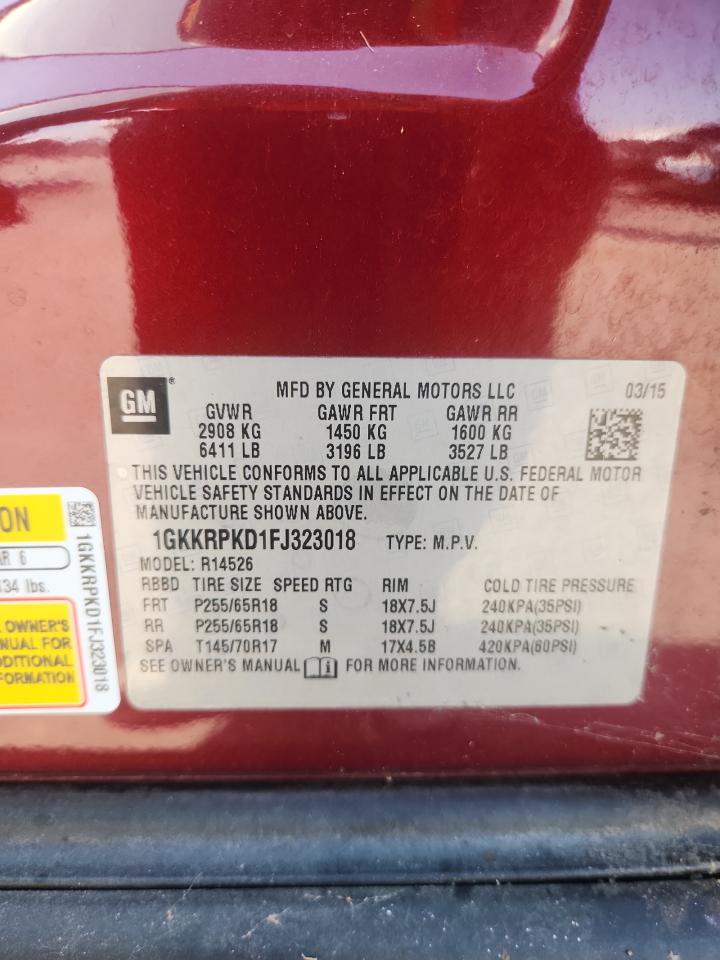 GM®
MFD BY GENERAL MOTORS LLC 03/15
GVWR GAWR FRT GAWR RR
2908 KG 1450 KG 1600 KG
6411 LB 3196 LB 3527 LB
THIS VEHICLE CONFORMS TO ALL APPLICABLE U.S. FEDERAL MOTOR
VEHICLE SAFETY STANDARDS IN EFFECT ON THE DATE OF
MANUFACTURE SHOWN ABOVE.
1GKKRPKD1FJ323018 TYPE: M.P.V.
MODEL: R14526
RBBD TIRE SIZE SPEED RTG RIM COLD TIRE PRESSURE
FRT P255/65R18 S 18X7.5J 240KPA(35PSI)
RR P255/65R18 S 18X7.5J 240KPA(35PSI)
SPA T145/70R17 M 17X4.5B 420KPA(60PSI)
SEE OWNER'S MANUAL FOR MORE INFORMATION.
ON
AR 6
lbs.
OWNER'S
NUAL FOR
DDITIONAL
FORMATION
1GKKRPKD1FJ323018